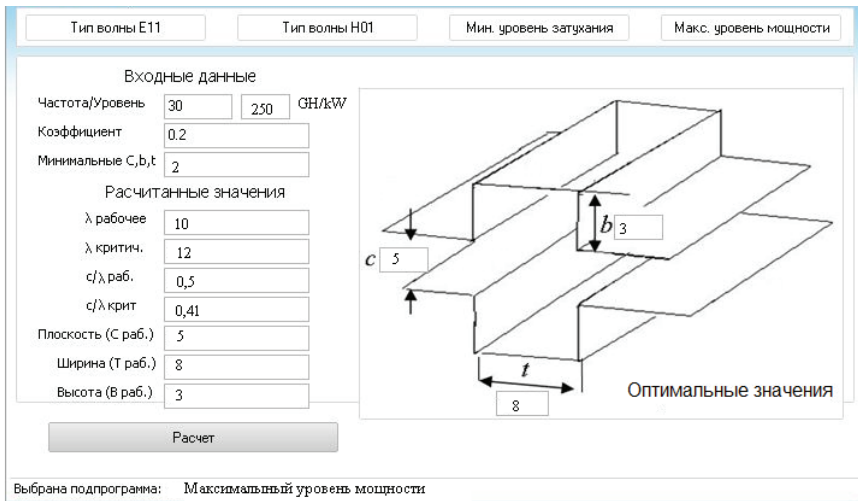 Тип волны E11
Тип волны H01
Мин. уровень затухания
Макс. уровень мощности
Входные данные
Частота/Уровень 30 250 GH/kW
Коэффициент 0.2
Минимальные C,b,t 2
Расчитанные значения
λ рабочее 10
λ критич. 12
c/λ раб. 0,5
c/λ крит 0,41
Плоскость (С раб.) 5
Ширина (Т раб.) 8
Высота (В раб.) 3
Расчет
b 3
c 5
t
8
Оптимальные значения
Выбрана подпрограмма: Максималыный уровень мощности